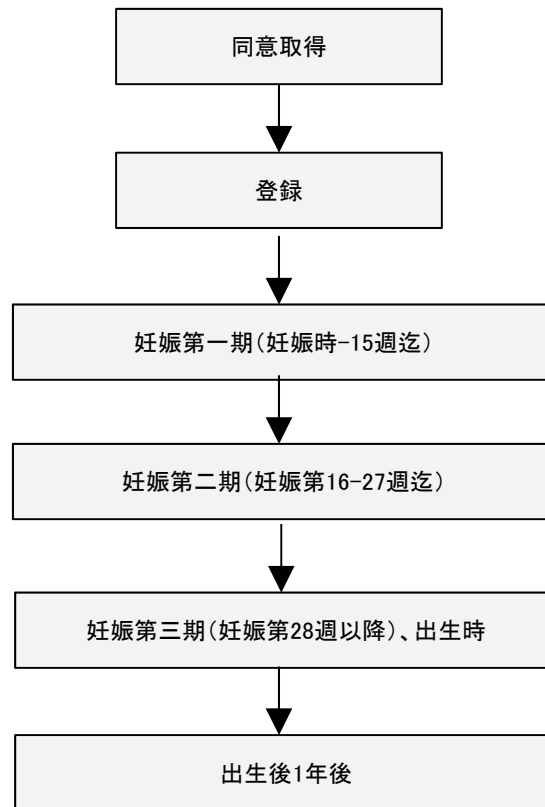 同意取得
登録
妊娠第一期(妊娠時-15週迄)
妊娠第二期(妊娠第16-27週迄)
妊娠第三期(妊娠第28週以降)、出生時
出生後1年後